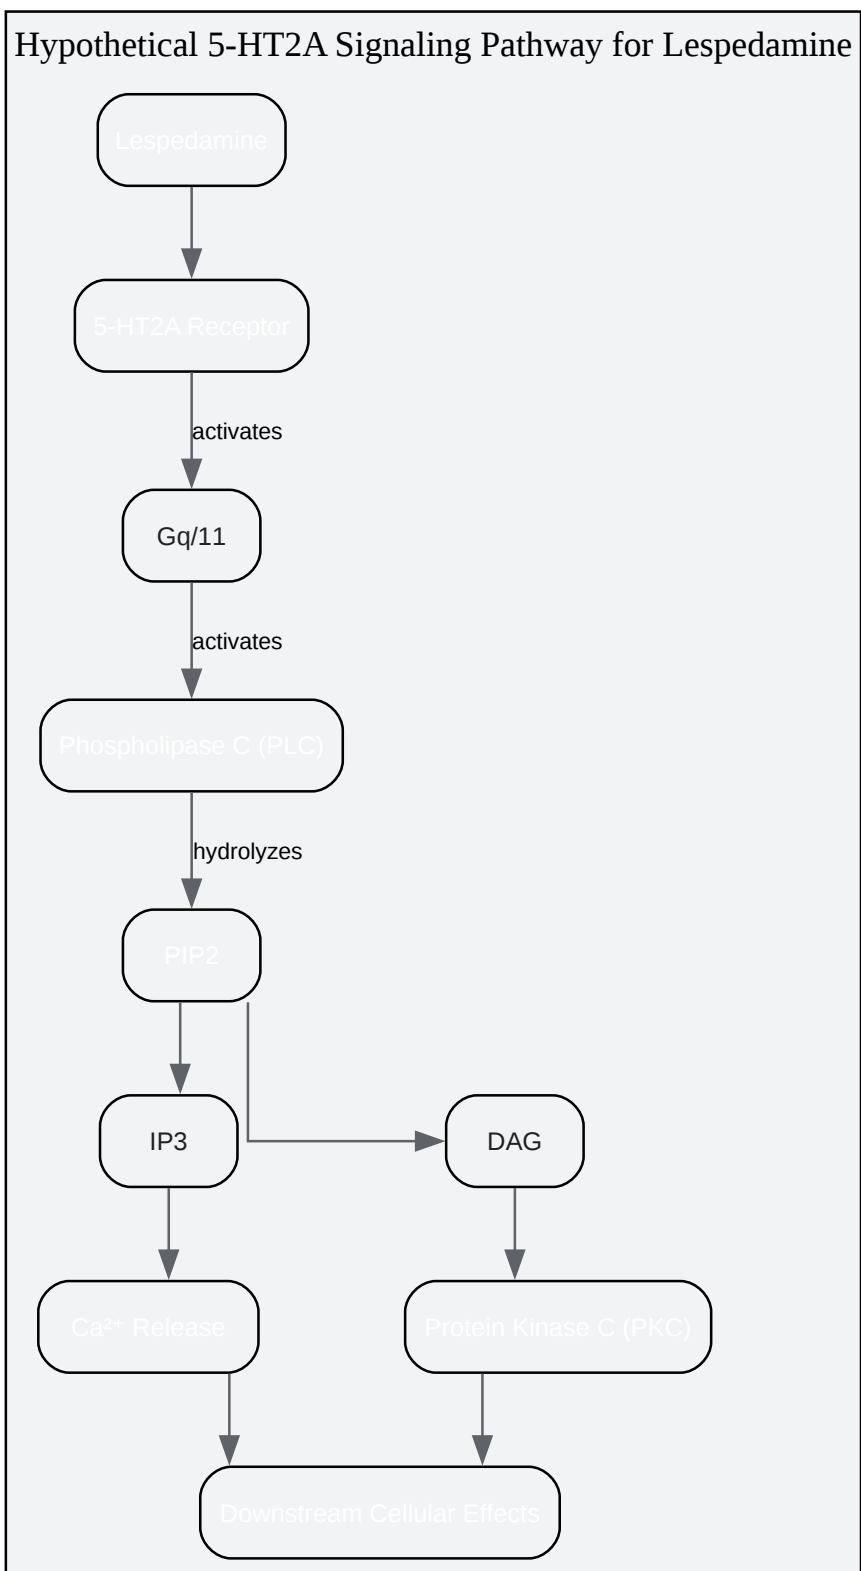 Hypothetical 5-HT2A Signaling Pathway for Lespedamine
Lespedamine
5-HT2A Receptor
activates
Gq/11
activates
Phospholipase C (PLC)
hydrolyzes
PIP2
IP3
DAG
Ca²⁺ Release
Protein Kinase C (PKC)
Downstream Cellular Effects